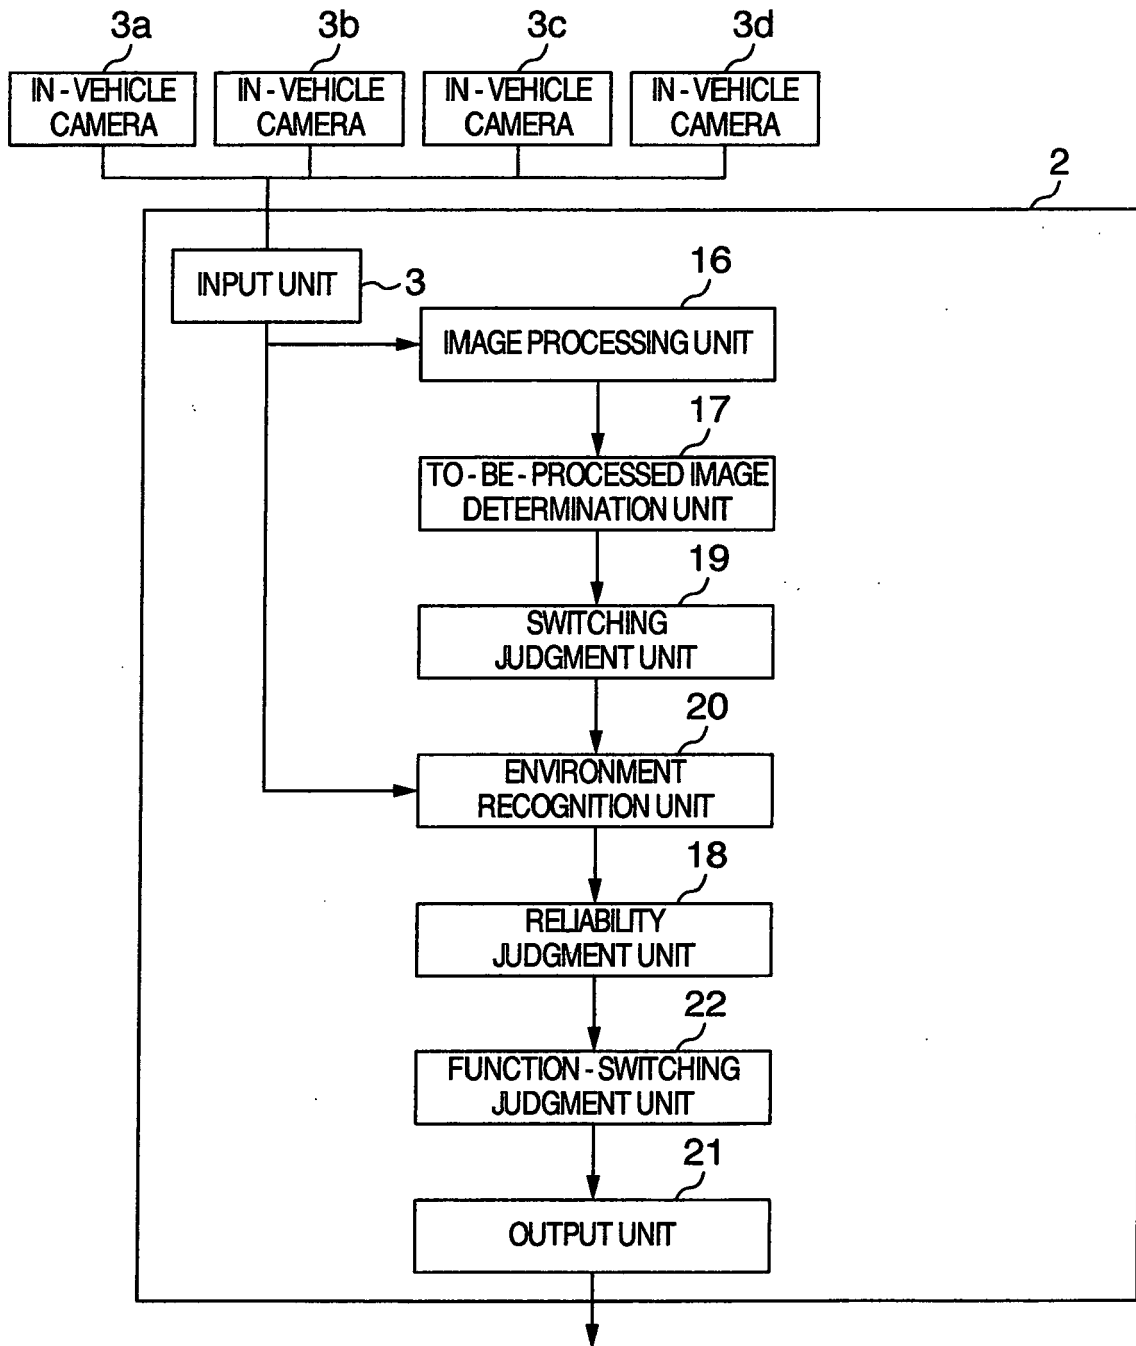 3a
3b
3c
3d
IN - VEHICLE
CAMERA
IN - VEHICLE
CAMERA
IN - VEHICLE
CAMERA
IN - VEHICLE
CAMERA
2
INPUT UNIT
3
16
IMAGE PROCESSING UNIT
17
TO - BE - PROCESSED IMAGE
DETERMINATION UNIT
19
SWITCHING
JUDGMENT UNIT
20
ENVIRONMENT
RECOGNITION UNIT
18
RELIABILITY
JUDGMENT UNIT
22
FUNCTION - SWITCHING
JUDGMENT UNIT
21
OUTPUT UNIT